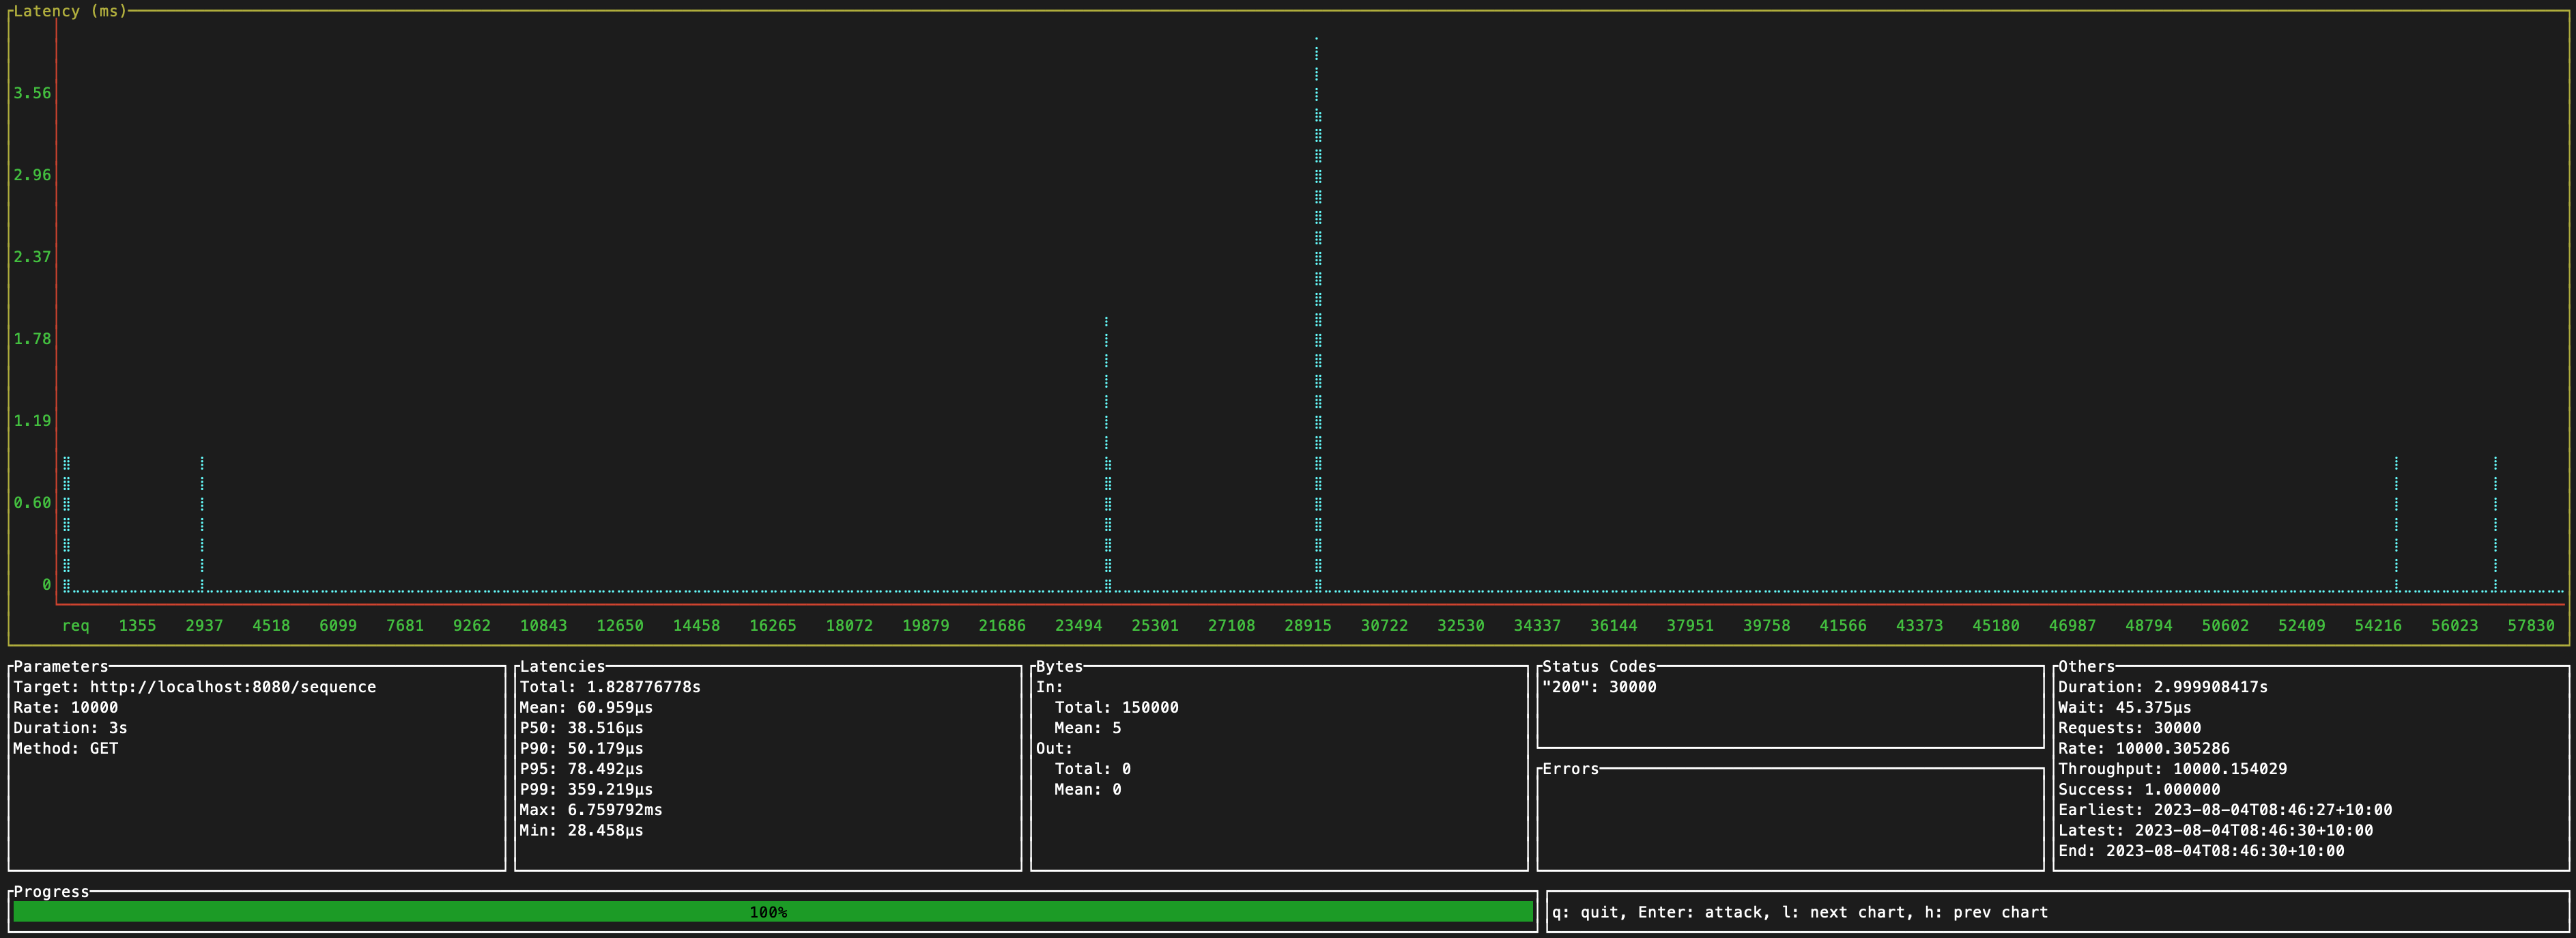 Latency (ms)
3.56
2.96
2.37
1.78
1.19
0.60
0
req 1355 2937 4518 6099 7681 9262 10843 12650 14458 16265 18072 19879 21686 23494 25301 27108 28915 30722 32530 34337 36144 37951 39758 41566 43373 45180 46987 48794 50602 52409 54216 56023 57830
Parameters
Target: http://localhost:8080/sequence
Rate: 10000
Duration: 3s
Method: GET
Latencies
Total: 1.828776778s
Mean: 60.959µs
P50: 38.516µs
P90: 50.179µs
P95: 78.492µs
P99: 359.219µs
Max: 6.759792ms
Min: 28.458µs
Bytes
In:
Total: 150000
Mean: 5
Out:
Total: 0
Mean: 0
Status Codes
"200": 30000
Errors
Others
Duration: 2.999908417s
Wait: 45.375µs
Requests: 30000
Rate: 10000.305286
Throughput: 10000.154029
Success: 1.000000
Earliest: 2023-08-04T08:46:27+10:00
Latest: 2023-08-04T08:46:30+10:00
End: 2023-08-04T08:46:30+10:00
Progress
100%
q: quit, Enter: attack, l: next chart, h: prev chart